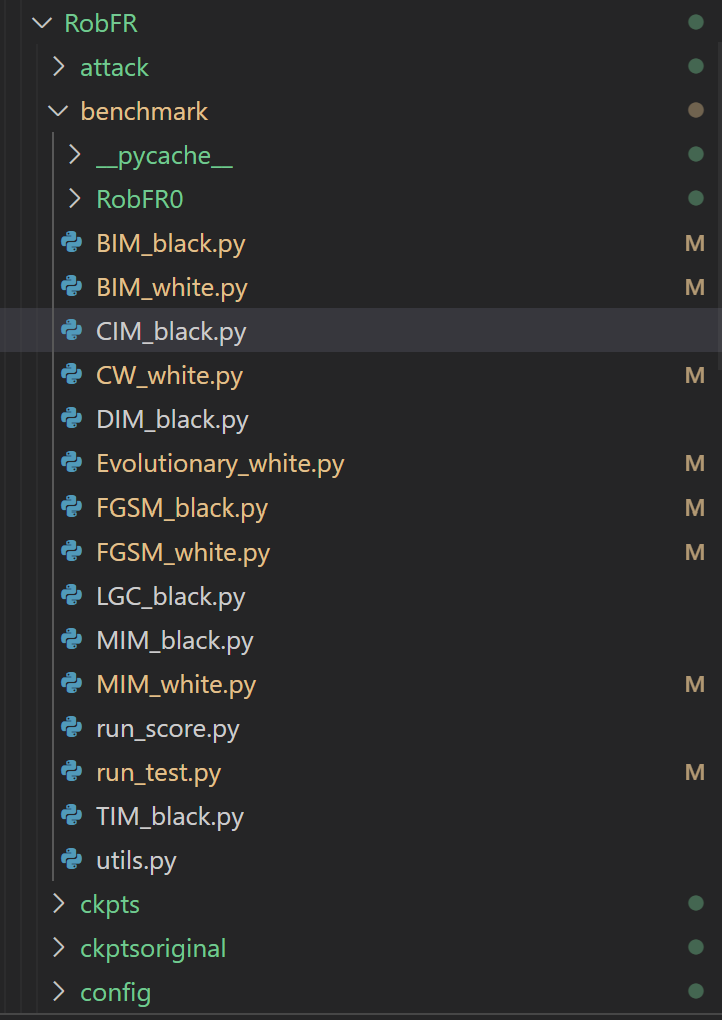 RobFR
attack
benchmark
__pycache__
RobFR0
BIM_black.py M
BIM_white.py M
CIM_black.py
CW_white.py M
DIM_black.py
Evolutionary_white.py M
FGSM_black.py M
FGSM_white.py M
LGC_black.py
MIM_black.py
MIM_white.py M
run_score.py
run_test.py M
TIM_black.py
utils.py
ckpts
ckptsoriginal
config